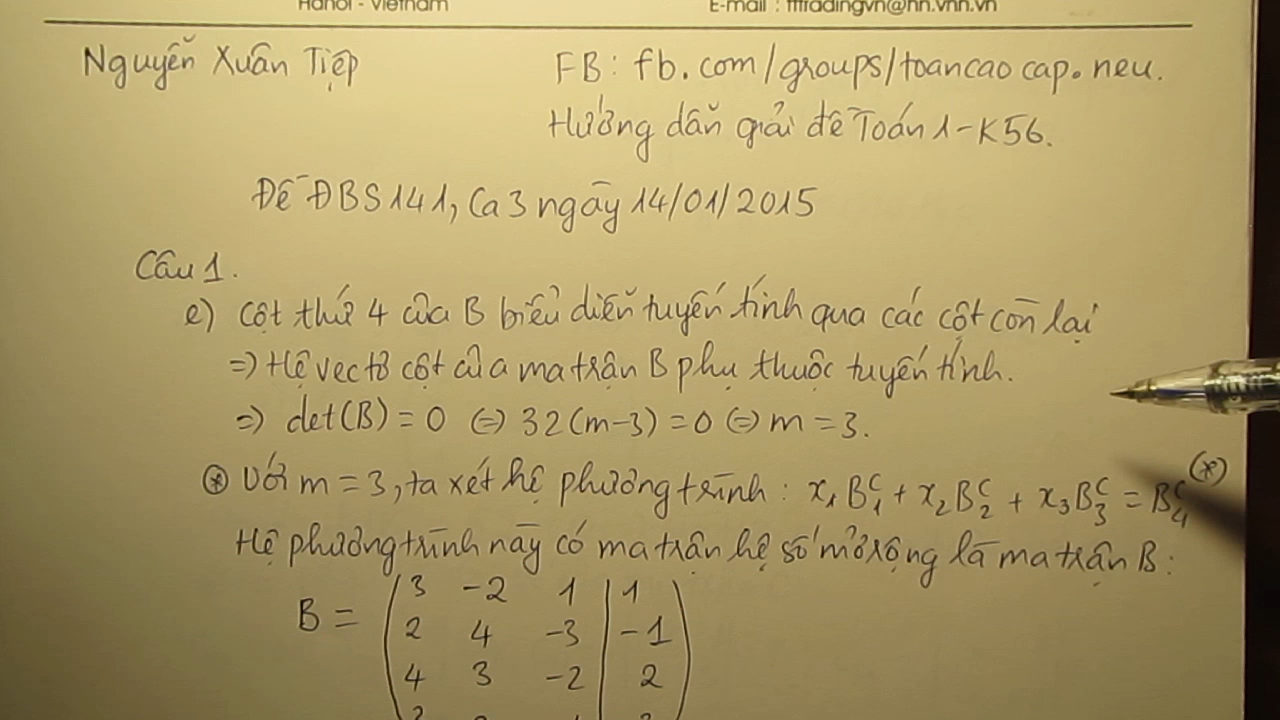 Hanoi - Vietnam E-mail : tttradingvn@hn.vnn.vn
Nguyễn Xuân Tiệp FB: fb.com/groups/toancaocap.neu.
Hướng dẫn giải đề Toán 1-K56.
Đề ĐBS141, Ca 3 ngày 14/01/2015
Câu 1.
e) Cột thứ 4 của B biểu diễn tuyến tính qua các cột còn lại
=> Hệ vectơ cột của ma trận B phụ thuộc tuyến tính.
=> det(B) = 0 (=) 32(m-3) = 0 (=) m = 3.
⊛ Với m = 3, ta xét hệ phương trình: x₁B₁ᶜ + x₂B₂ᶜ + x₃B₃ᶜ = B₄ᶜ (*)
Hệ phương trình này có ma trận hệ số mở rộng là ma trận B:
B = ( 3 -2 1 | 1 )
2 4 -3 | -1
4 3 -2 | 2